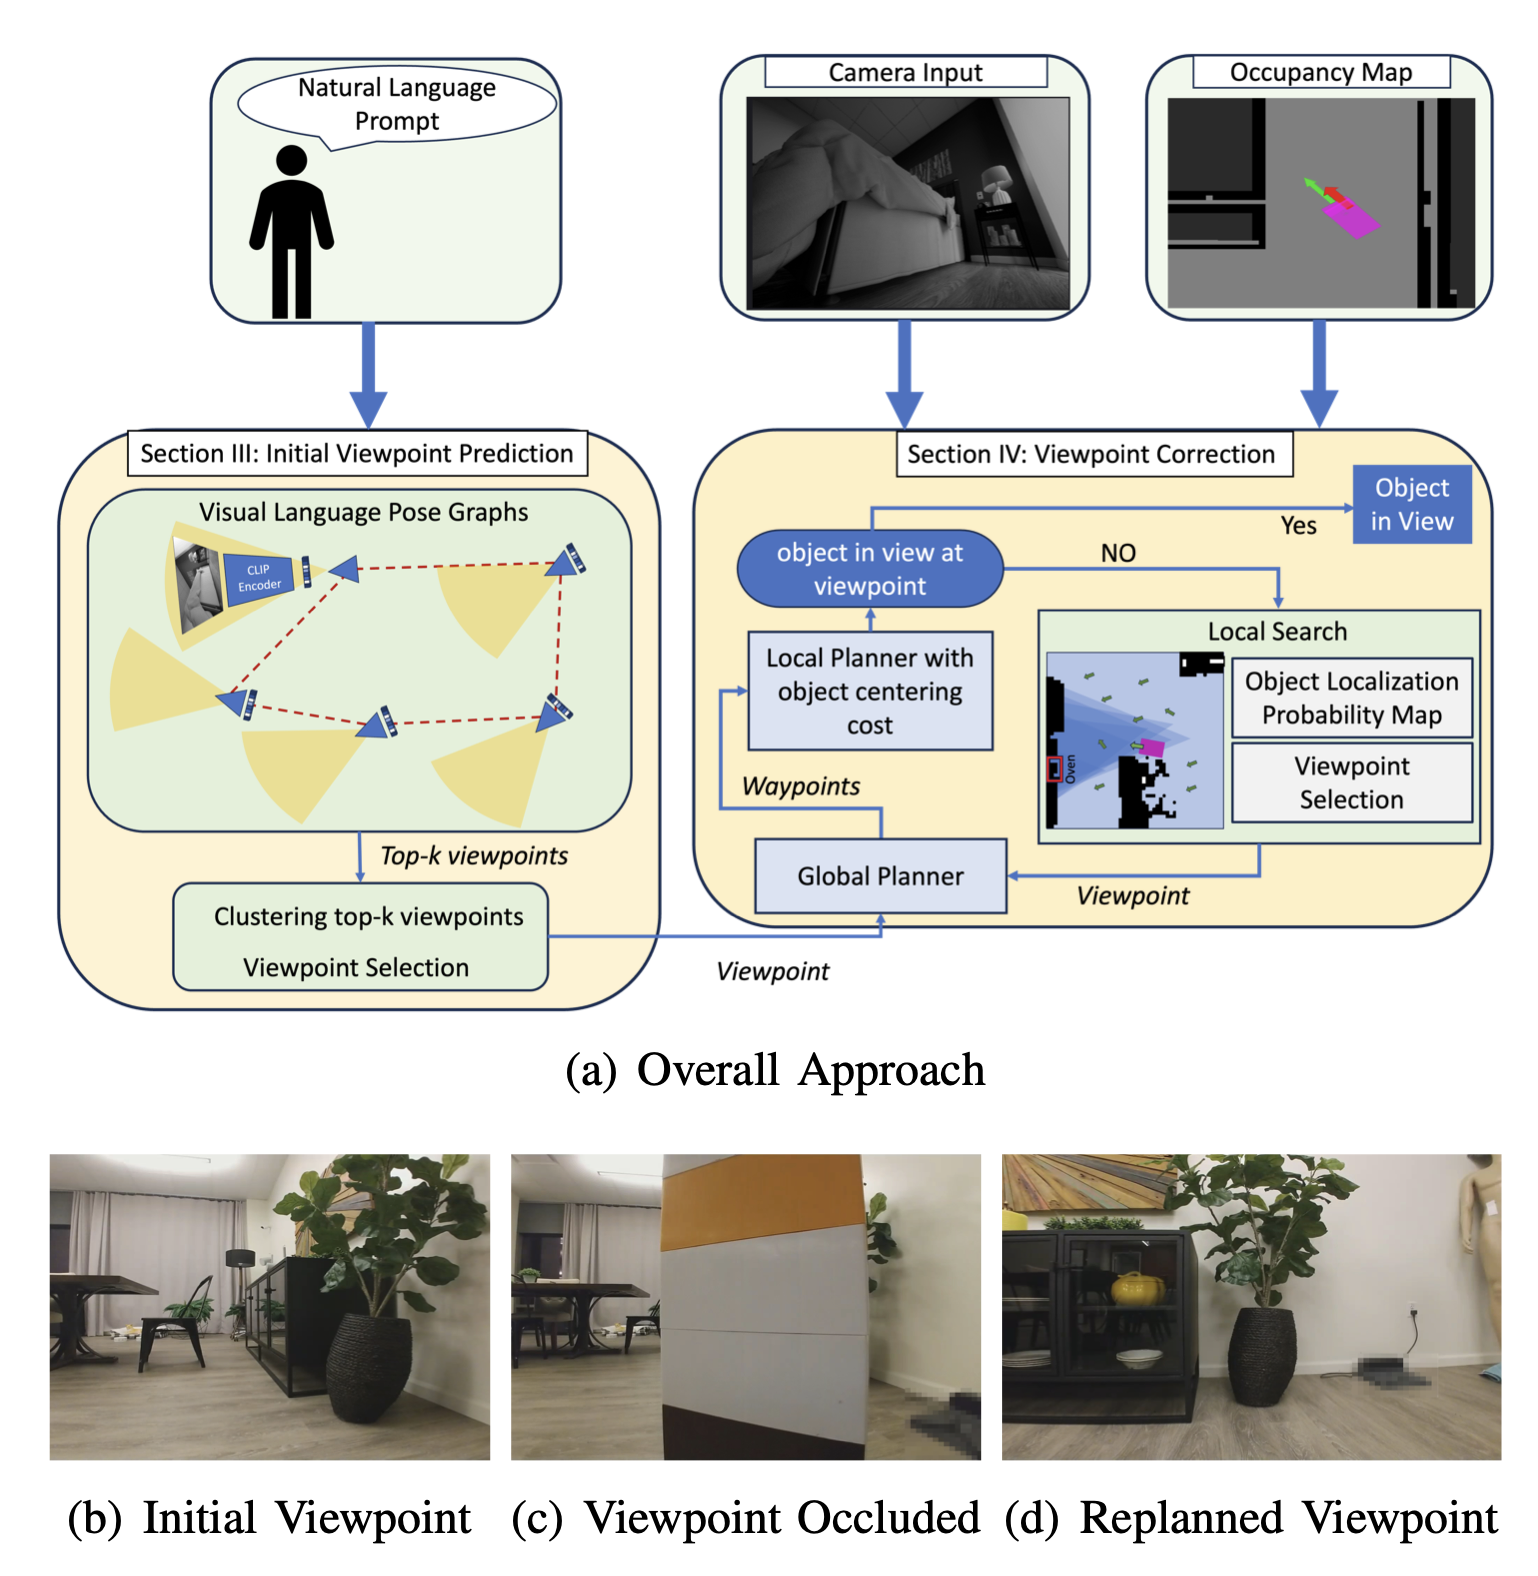 Natural Language
Prompt
Camera Input
Occupancy Map
Section III: Initial Viewpoint Prediction
Visual Language Pose Graphs
CLIP
Encoder
Top-k viewpoints
Clustering top-k viewpoints
Viewpoint Selection
Viewpoint
Section IV: Viewpoint Correction
Object
in View
Yes
object in view at
viewpoint
NO
Local Search
Local Planner with
object centering
cost
Oven
Object Localization
Probability Map
Viewpoint
Selection
Waypoints
Global Planner
Viewpoint
(a) Overall Approach
(b) Initial Viewpoint
(c) Viewpoint Occluded
(d) Replanned Viewpoint